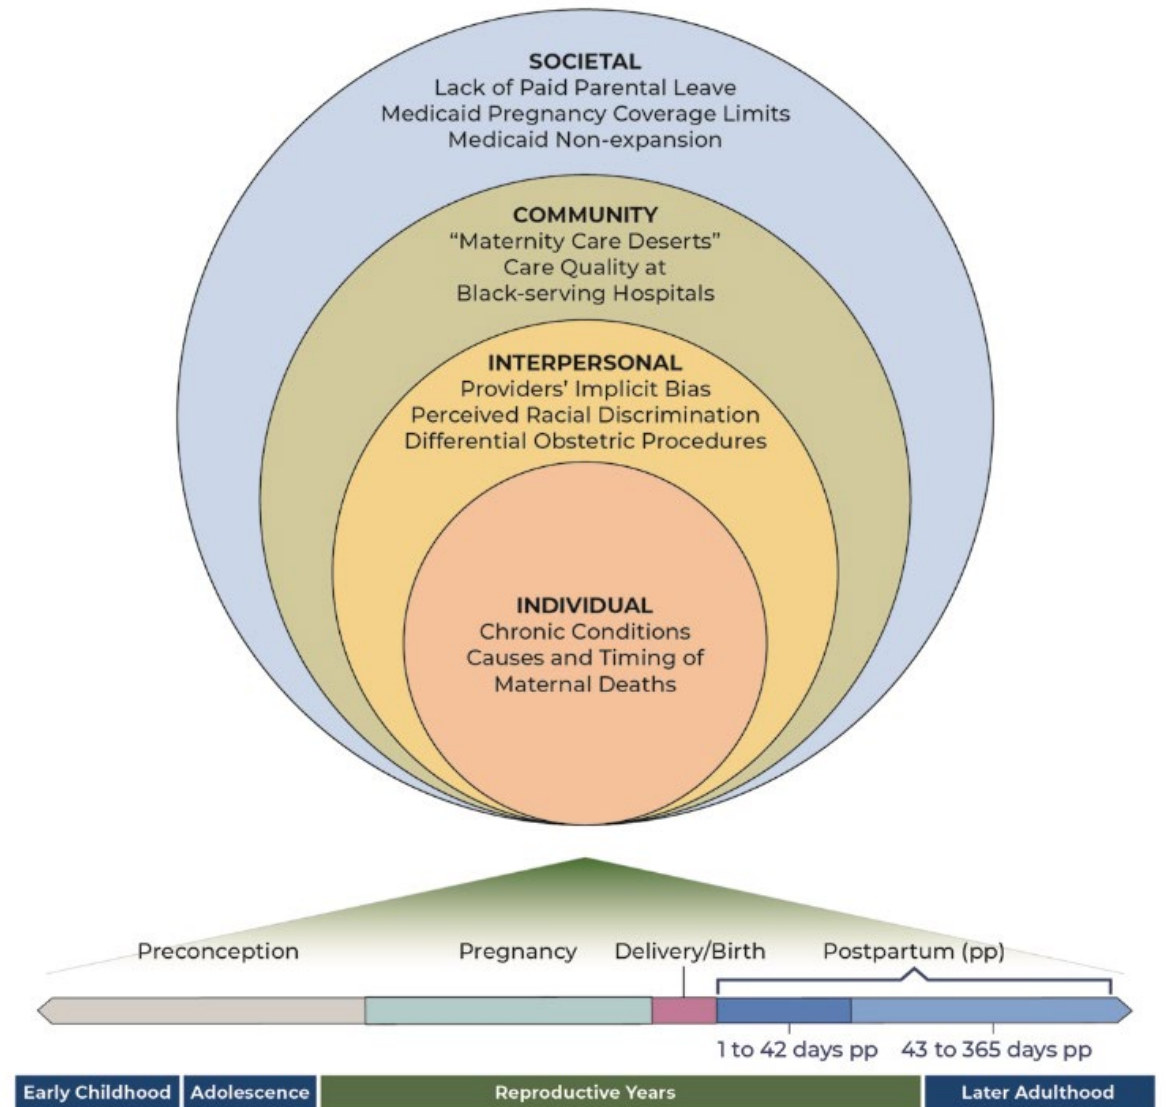 SOCIETAL
Lack of Paid Parental Leave
Medicaid Pregnancy Coverage Limits
Medicaid Non-expansion
COMMUNITY
“Maternity Care Deserts”
Care Quality at
Black-serving Hospitals
INTERPERSONAL
Providers’ Implicit Bias
Perceived Racial Discrimination
Differential Obstetric Procedures
INDIVIDUAL
Chronic Conditions
Causes and Timing of
Maternal Deaths
Preconception
Pregnancy
Delivery/Birth
Postpartum (pp)
1 to 42 days pp
43 to 365 days pp
Early Childhood
Adolescence
Reproductive Years
Later Adulthood